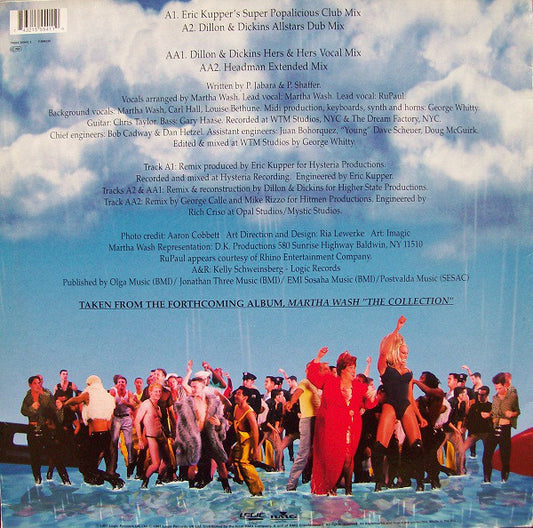 A1. Eric Kupper's Super Popalicious Club Mix
A2. Dillon & Dickins Allstars Dub Mix
AA1. Dillon & Dickins Hers & Hers Vocal Mix
AA2. Headman Extended Mix
Written by P. Jabara & P. Shaffer.
Vocals arranged by Martha Wash. Lead vocal: Martha Wash. Lead vocal: RuPaul.
Background vocals: Martha Wash, Carl Hall, Louise Bethune. Midi production, keyboards, synth and horns: George Whitty.
Guitar: Chris Taylor. Bass: Gary Haase. Recorded at WTM Studios, NYC & The Dream Factory, NYC.
Chief engineers: Bob Cadway & Dan Hetzel. Assistant engineers: Juan Bohorquez, "Young" Dave Scheuer, Doug McGuirk.
Edited & mixed at WTM Studios by George Whitty.
Track A1: Remix produced by Eric Kupper for Hysteria Productions.
Recorded and mixed at Hysteria Recording. Engineered by Eric Kupper.
Tracks A2 & AA1: Remix & reconstruction by Dillon & Dickins for Higher State Productions.
Track AA2: Remix by George Calle and Mike Rizzo for Hitmen Productions. Engineered by
Rich Criso at Opal Studios/Mystic Studios.
Photo credit: Aaron Cobbett Art Direction and Design: Ria Lewerke Art: Imagic
Martha Wash Representation: D.K. Productions 580 Sunrise Highway Baldwin, NY 11510
RuPaul appears courtesy of Rhino Entertainment Company.
A&R: Kelly Schweinsberg - Logic Records
Published by Olga Music (BMI)/ Jonathan Three Music (BMI)/ EMI Sosaha Music (BMI)/Postvalda Music (SESAC)
TAKEN FROM THE FORTHCOMING ALBUM, MARTHA WASH "THE COLLECTION"
LOGIC BMG